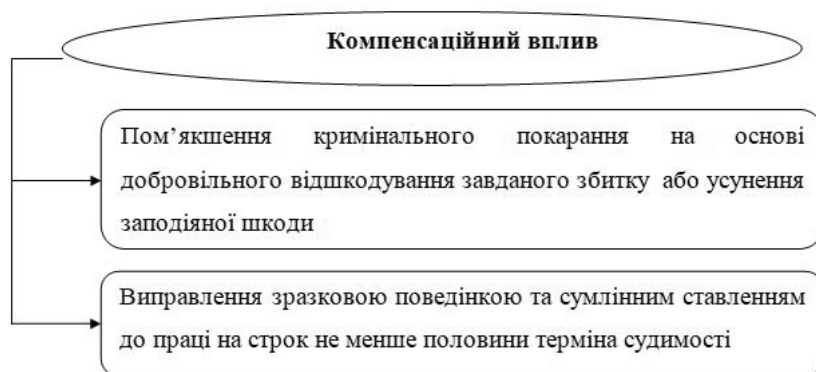 Компенсаційний вплив
Пом’якшення кримінального покарання на основі
добровільного відшкодування завданого збитку або усунення
заподіяної шкоди
Виправлення зразковою поведінкою та сумлінним ставленням
до праці на строк не менше половини терміна судимості